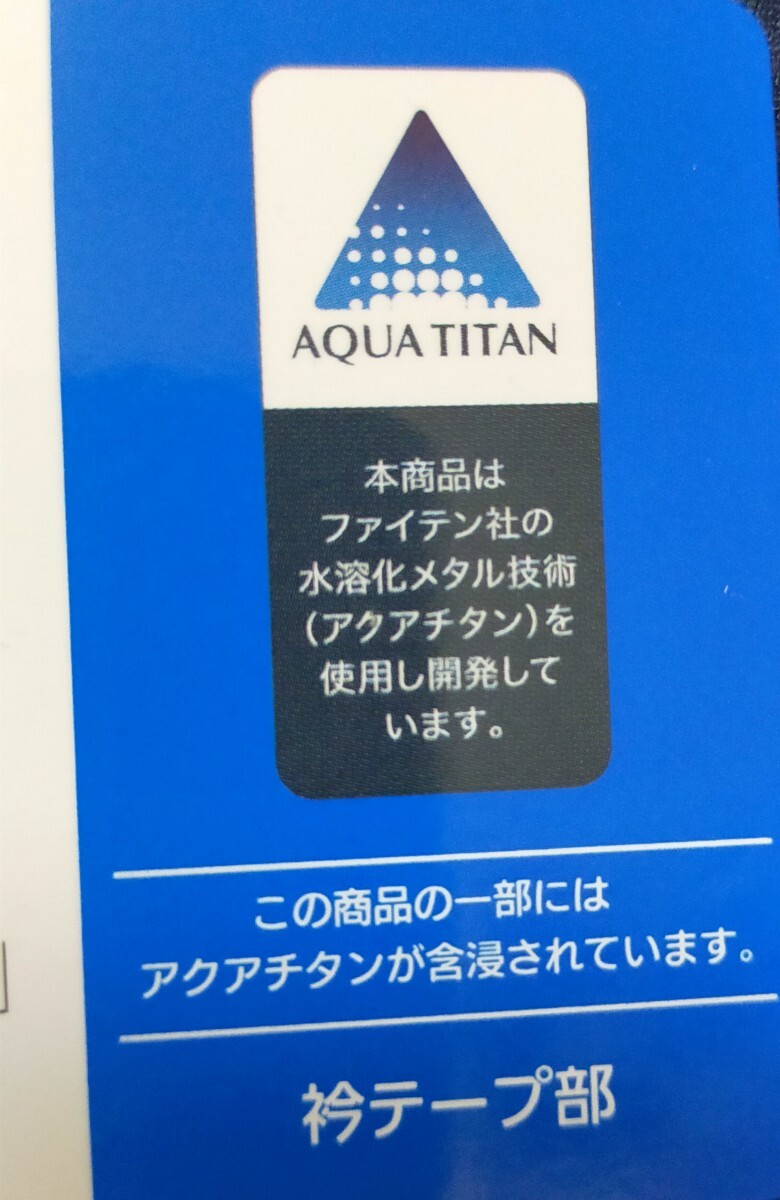 AQUA TITAN
本商品は
ファイテン社の
水溶化メタル技術
(アクアチタン)を
使用し開発して
います。
この商品の一部には
アクアチタンが含浸されています。
衿テープ部